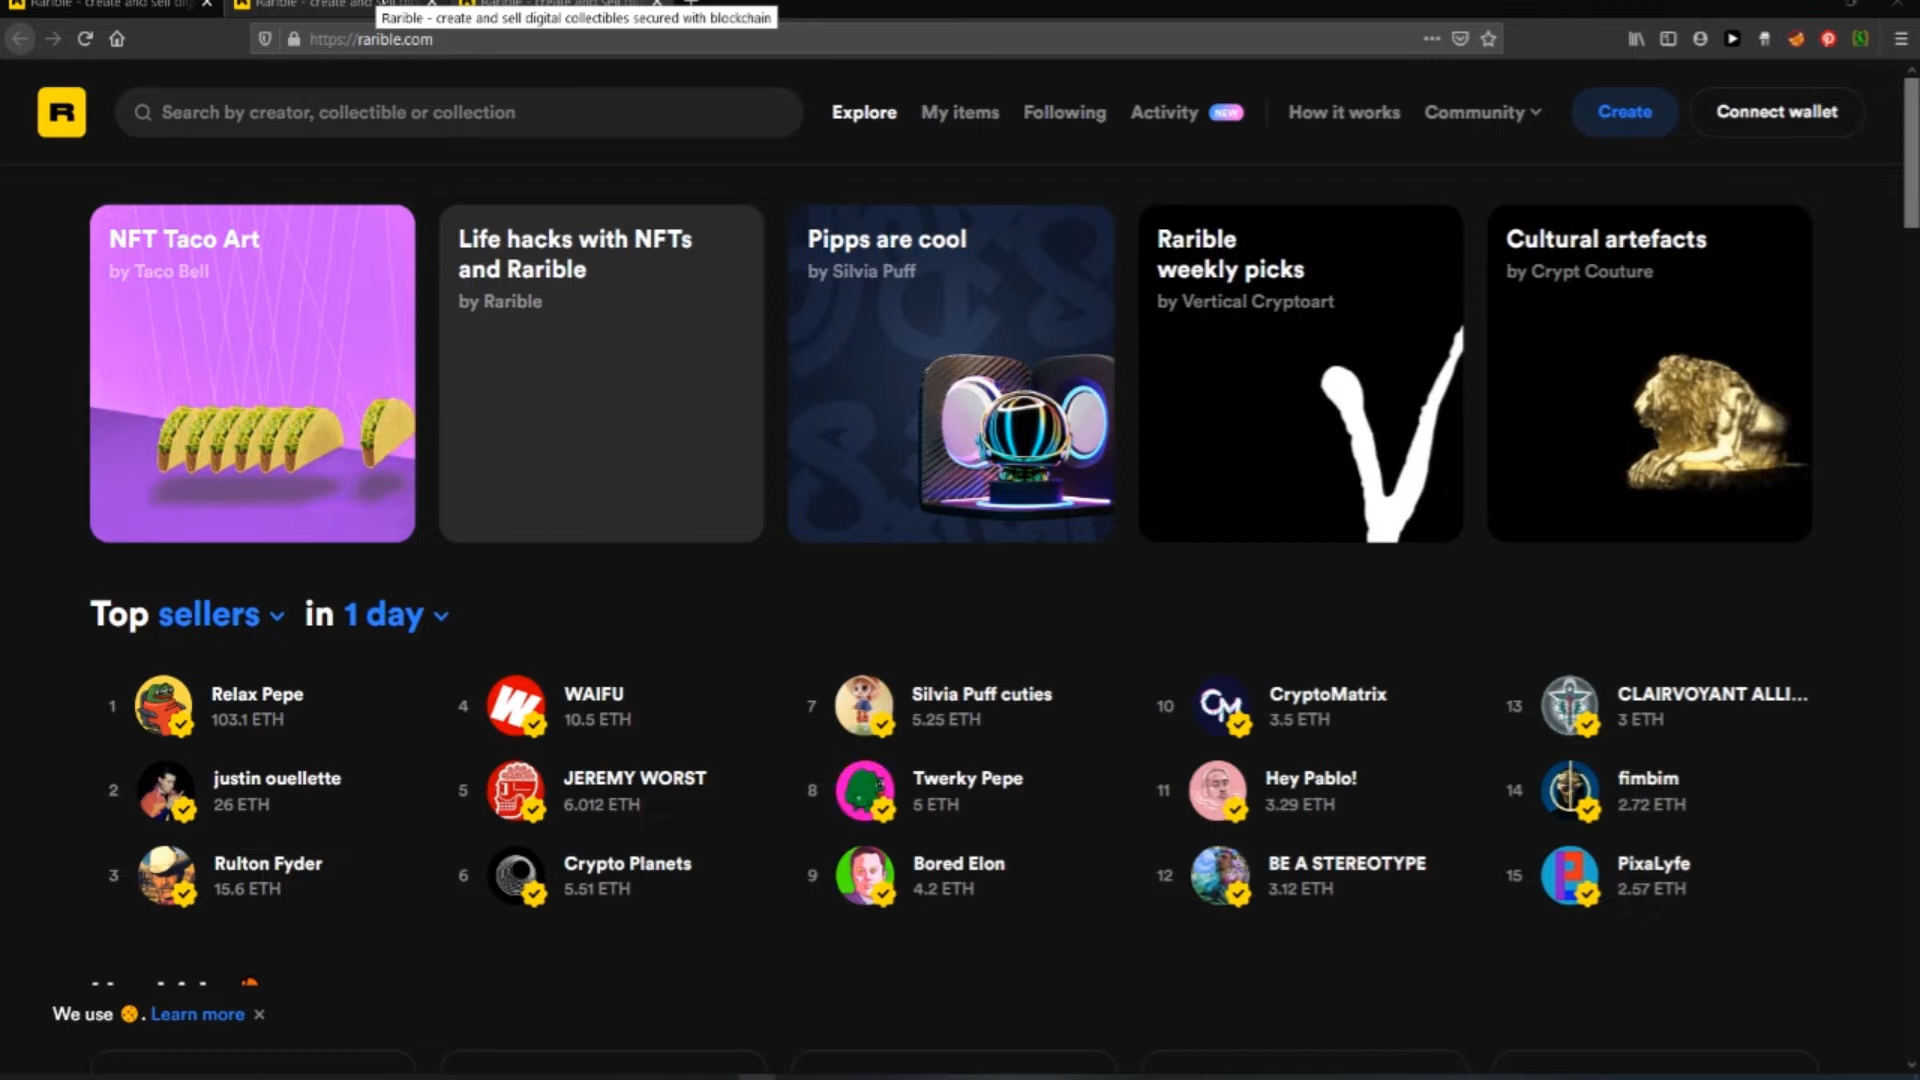 Rarible - create and sell di
Rarible - create and sell di
Rarible - create and sell di
Rarible - create and sell digital collectibles secured with blockchain
https://rarible.com
R
Search by creator, collectible or collection
Explore
My items
Following
Activity NEW
How it works
Community
Create
Connect wallet
NFT Taco Art
by Taco Bell
Life hacks with NFTs
and Rarible
by Rarible
Pipps are cool
by Silvia Puff
Rarible
weekly picks
by Vertical Cryptoart
Cultural artefacts
by Crypt Couture
Top sellers in 1 day
1
Relax Pepe
103.1 ETH
2
justin ouellette
26 ETH
3
Rulton Fyder
15.6 ETH
4
WAIFU
10.5 ETH
5
JEREMY WORST
6.012 ETH
6
Crypto Planets
5.51 ETH
7
Silvia Puff cuties
5.25 ETH
8
Twerky Pepe
5 ETH
9
Bored Elon
4.2 ETH
10
CryptoMatrix
3.5 ETH
11
Hey Pablo!
3.29 ETH
12
BE A STEREOTYPE
3.12 ETH
13
CLAIRVOYANT ALLI...
3 ETH
14
fimbim
2.72 ETH
15
PixaLyfe
2.57 ETH
We use 🍪. Learn more ×